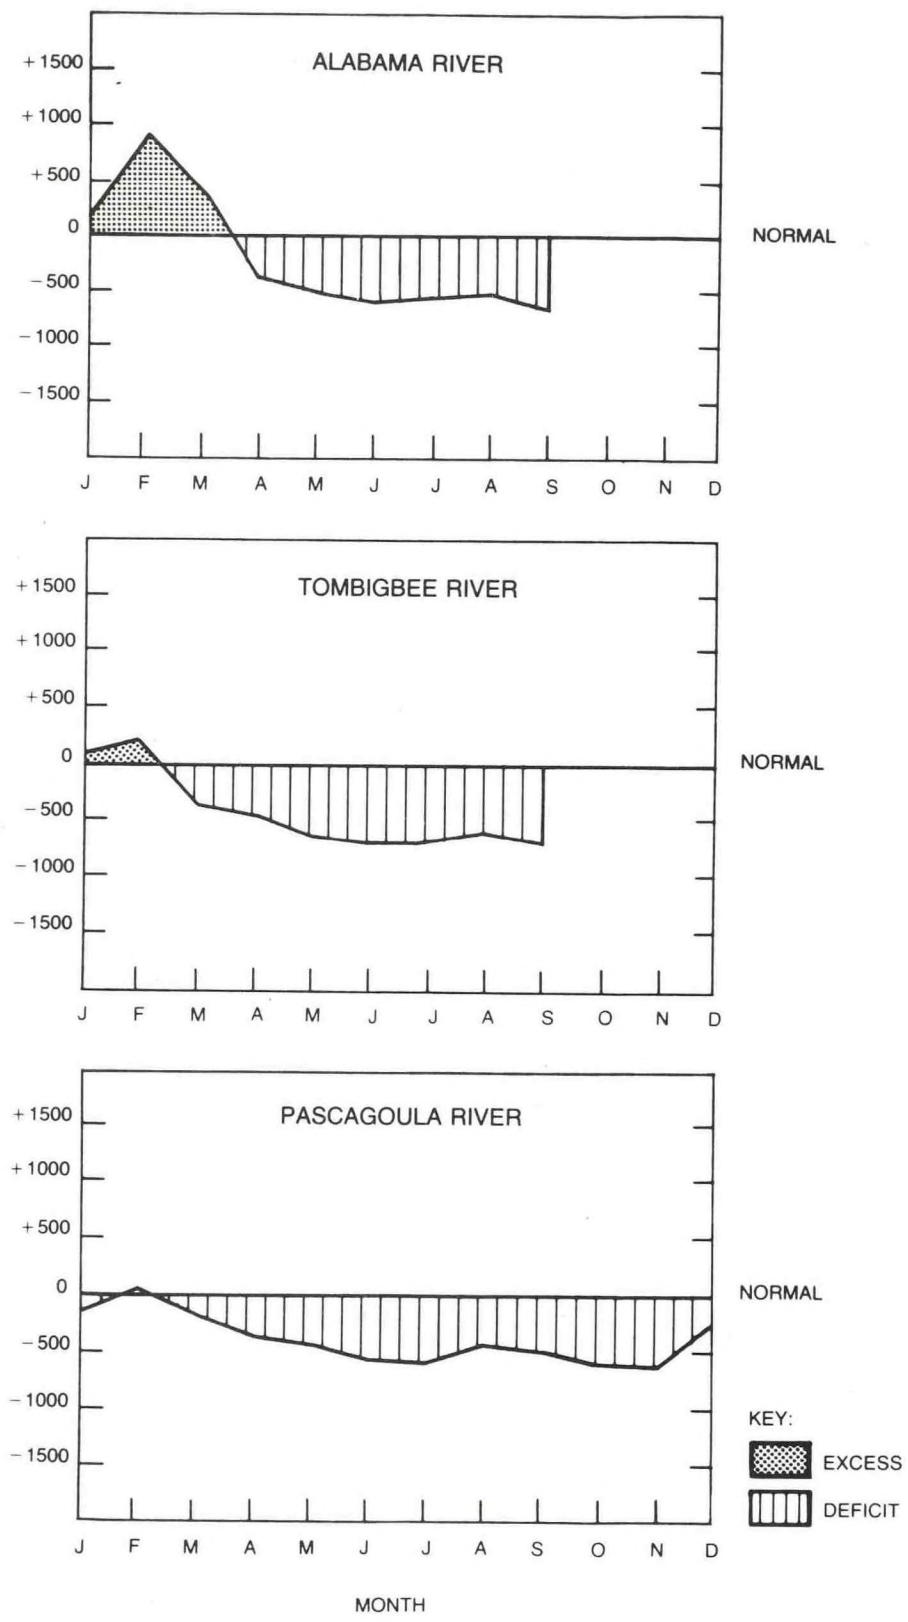 ALABAMA RIVER
+1500
+1000
+500
0
NORMAL
−500
−1000
−1500
J F M A M J J A S O N D
TOMBIGBEE RIVER
+1500
+1000
+500
0
NORMAL
−500
−1000
−1500
J F M A M J J A S O N D
PASCAGOULA RIVER
+1500
+1000
+500
0
NORMAL
−500
−1000
−1500
KEY:
EXCESS
DEFICIT
J F M A M J J A S O N D
MONTH